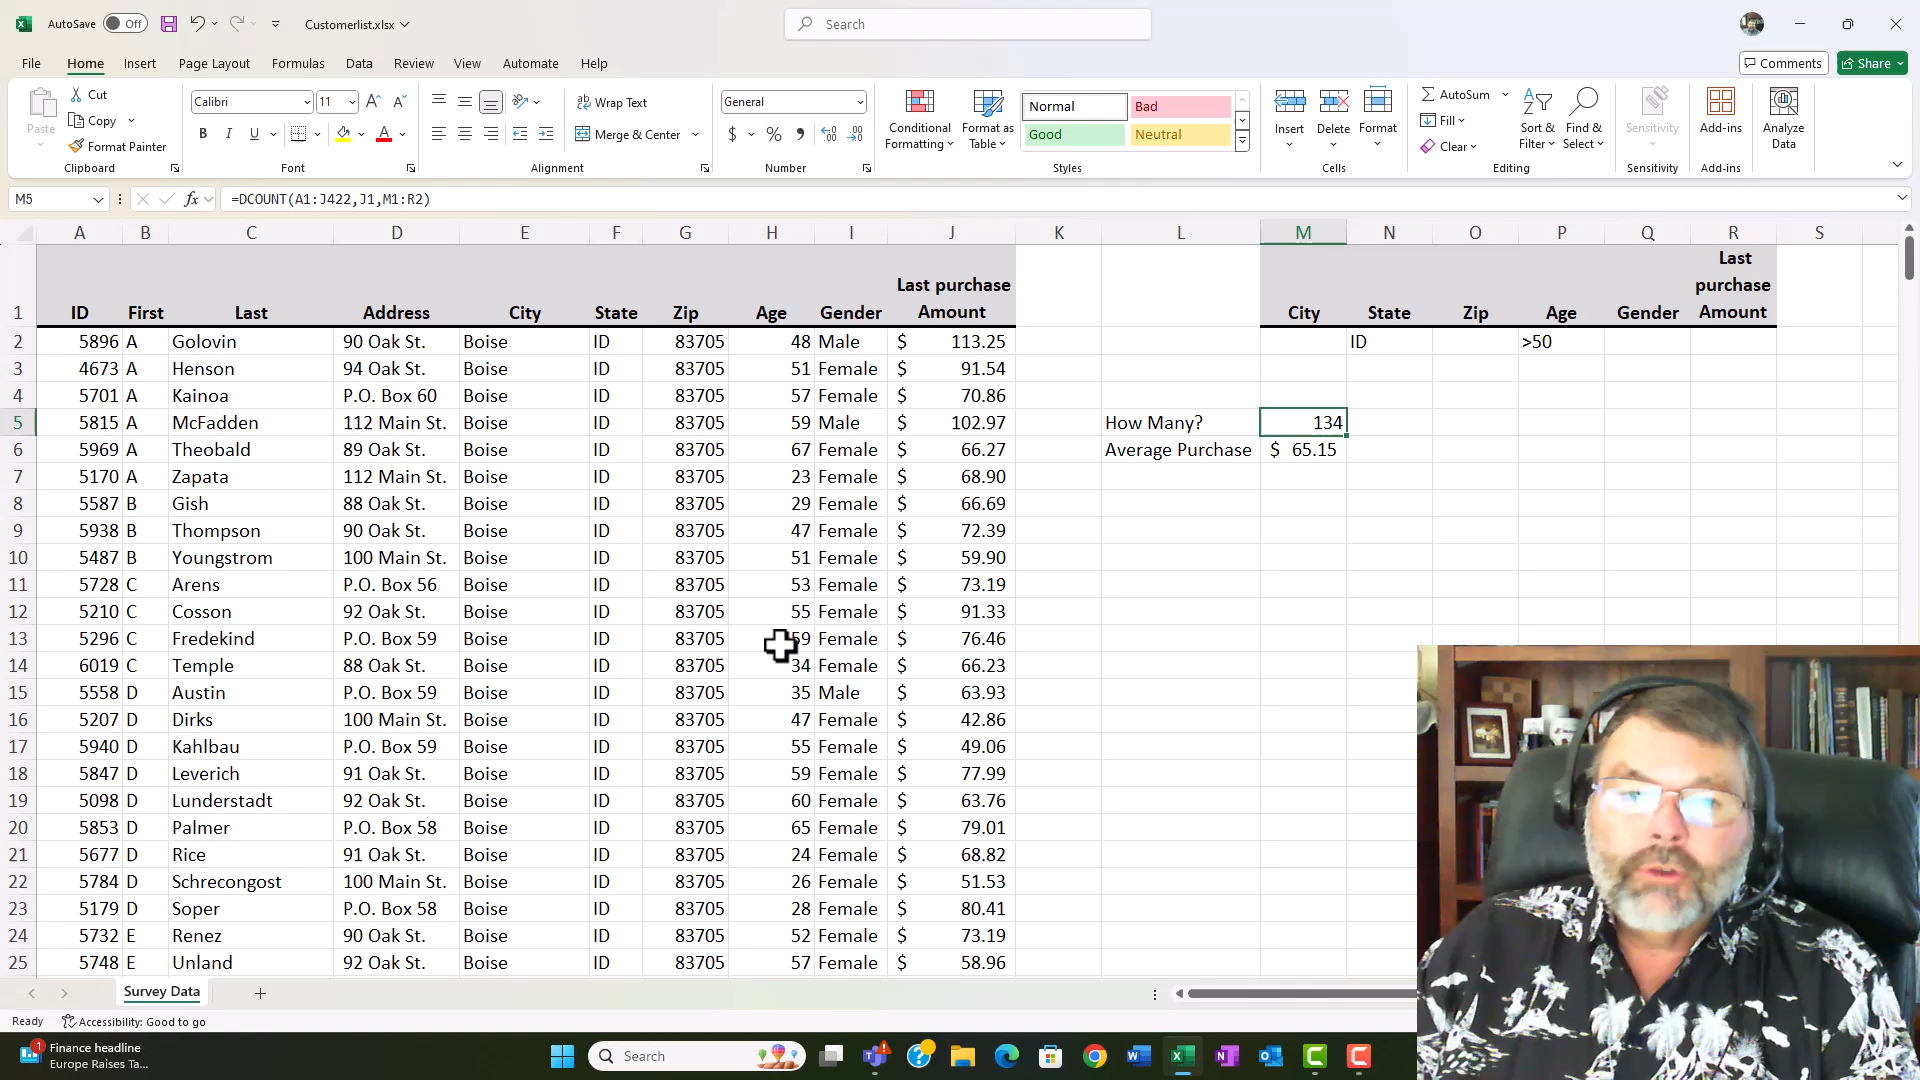 AutoSave Off Customerlist.xlsx Search
File Home Insert Page Layout Formulas Data Review View Automate Help Comments Share
Paste Cut Copy Format Painter Clipboard
Calibri 11 B I U A Font
Wrap Text Merge & Center Alignment
General $ % Number
Conditional Formatting Format as Table Normal Bad Good Neutral Styles
Insert Delete Format Cells
AutoSum Fill Clear Sort & Filter Find & Select Editing
Sensitivity Sensitivity Add-ins Add-ins Analyze Data
M5 fx =DCOUNT(A1:J422,J1,M1:R2)
A B C D E F G H I J K L M N O P Q R S
1 ID First Last Address City State Zip Age Gender Last purchase Amount City State Zip Age Gender Last purchase Amount
2 5896 A Golovin 90 Oak St. Boise ID 83705 48 Male $ 113.25 ID >50
3 4673 A Henson 94 Oak St. Boise ID 83705 51 Female $ 91.54
4 5701 A Kainoa P.O. Box 60 Boise ID 83705 57 Female $ 70.86
5 5815 A McFadden 112 Main St. Boise ID 83705 59 Male $ 102.97 How Many? 134
6 5969 A Theobald 89 Oak St. Boise ID 83705 67 Female $ 66.27 Average Purchase $ 65.15
7 5170 A Zapata 112 Main St. Boise ID 83705 23 Female $ 68.90
8 5587 B Gish 88 Oak St. Boise ID 83705 29 Female $ 66.69
9 5938 B Thompson 90 Oak St. Boise ID 83705 47 Female $ 72.39
10 5487 B Youngstrom 100 Main St. Boise ID 83705 51 Female $ 59.90
11 5728 C Arens P.O. Box 56 Boise ID 83705 53 Female $ 73.19
12 5210 C Cosson 92 Oak St. Boise ID 83705 55 Female $ 91.33
13 5296 C Fredekind P.O. Box 59 Boise ID 83705 Female $ 76.46
14 6019 C Temple 88 Oak St. Boise ID 83705 34 Female $ 66.23
15 5558 D Austin P.O. Box 59 Boise ID 83705 35 Male $ 63.93
16 5207 D Dirks 100 Main St. Boise ID 83705 47 Female $ 42.86
17 5940 D Kahlbau P.O. Box 59 Boise ID 83705 55 Female $ 49.06
18 5847 D Leverich 91 Oak St. Boise ID 83705 59 Female $ 77.99
19 5098 D Lunderstadt 92 Oak St. Boise ID 83705 60 Female $ 63.76
20 5853 D Palmer P.O. Box 58 Boise ID 83705 65 Female $ 79.01
21 5677 D Rice 91 Oak St. Boise ID 83705 24 Female $ 68.82
22 5784 D Schrecongost 100 Main St. Boise ID 83705 26 Female $ 51.53
23 5179 D Soper P.O. Box 58 Boise ID 83705 28 Female $ 80.41
24 5732 E Renez 90 Oak St. Boise ID 83705 52 Female $ 73.19
25 5748 E Unland 92 Oak St. Boise ID 83705 57 Female $ 58.96
Survey Data
Ready Accessibility: Good to go
1 Finance headline
Europe Raises Ta...
Search